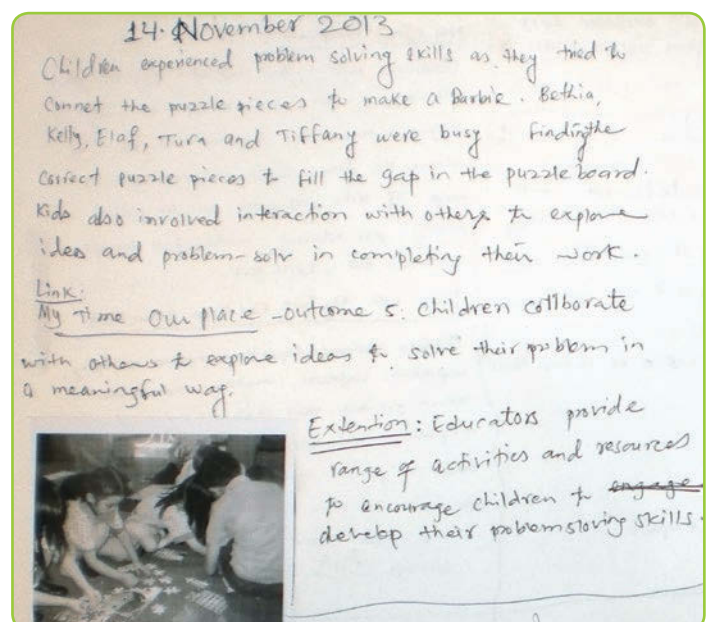 14. November 2013
Children experienced problem solving skills as they tried to
Connet the puzzle pieces to make a Barbie. Bethia,
Kelly, Elaf, Tura and Tiffany were busy findingthe
Correct puzzle pieces to fill the gap in the puzzle board.
Kids also involved interaction with others to explore
idea and problem-solv in completing their work.
Link:
My Time Our Place - outcome 5: Children collborate
with others to explore ideas to solve their problem in
a meaningful way.
Extention: Educators provide
range of activities and resources
to encourage children to engage
develop their problemsloving skills.